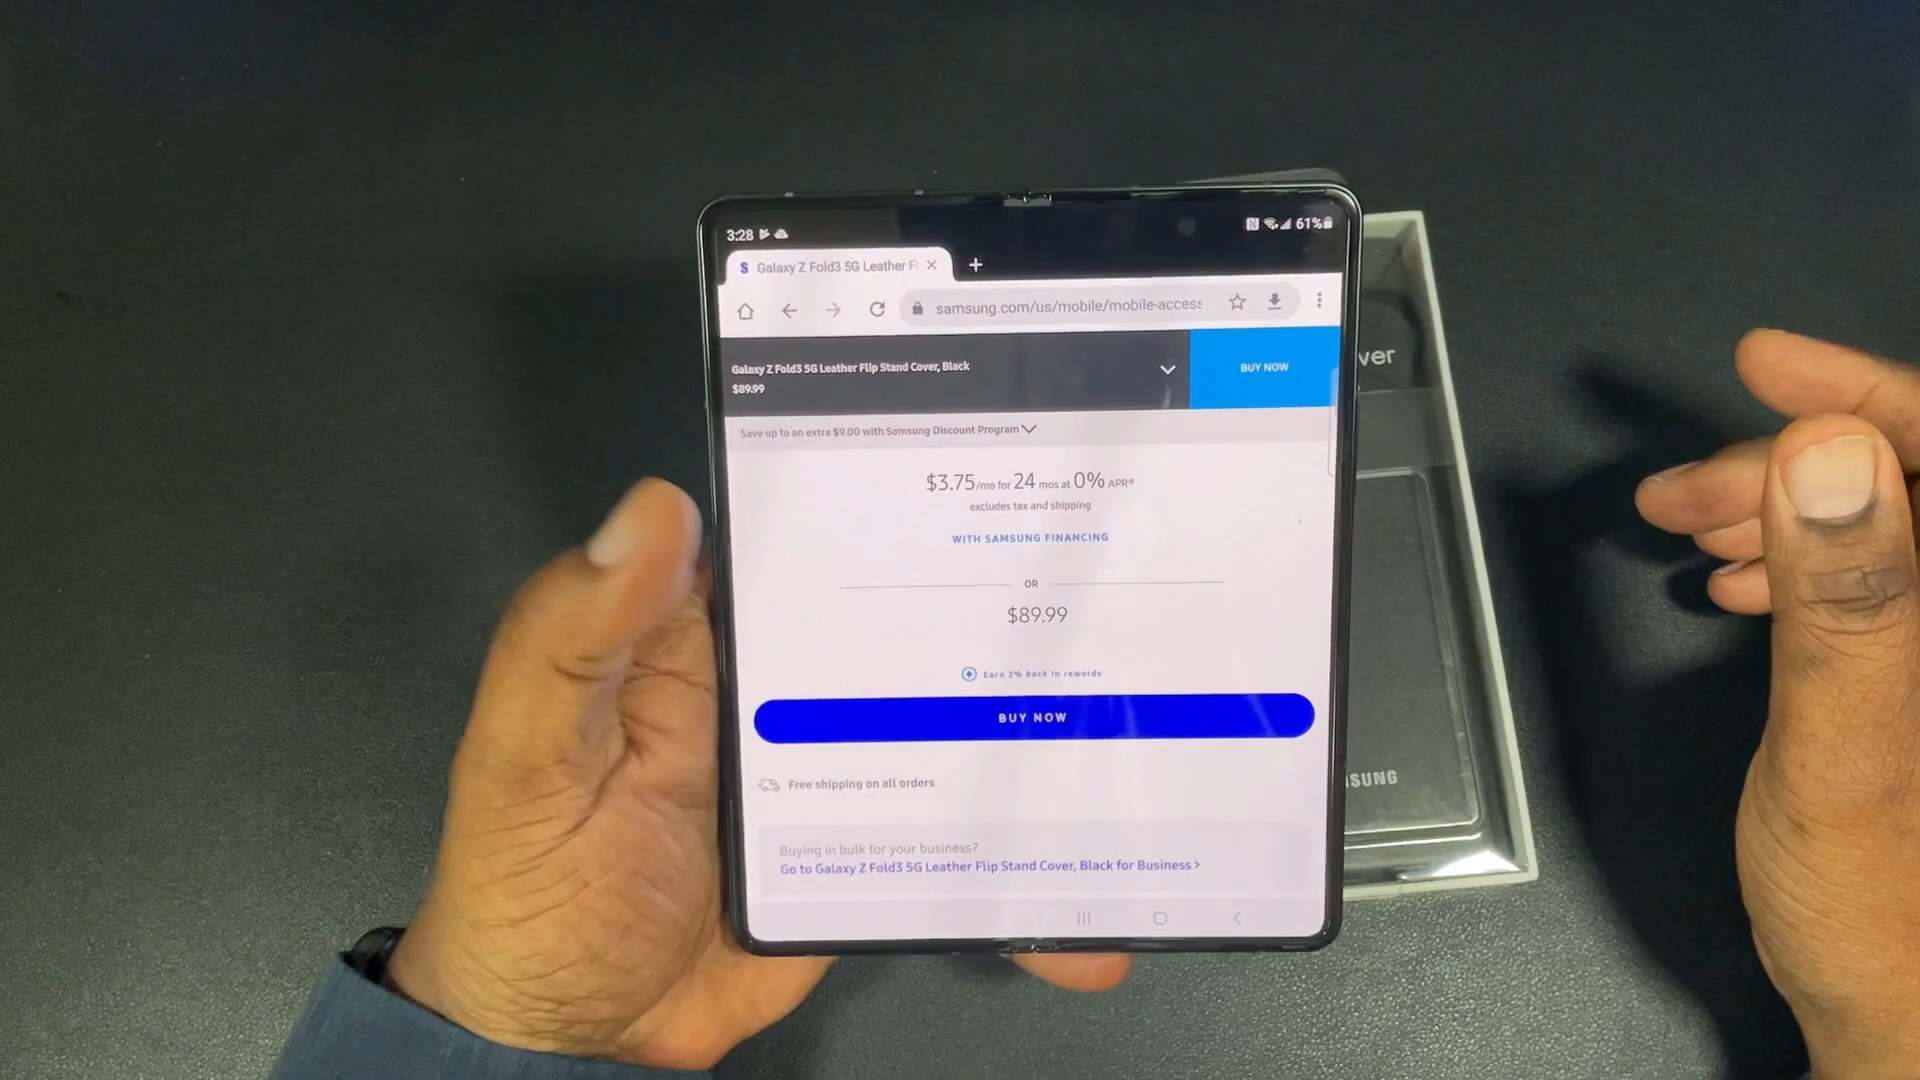 3:28
61%
S Galaxy Z Fold3 5G Leather F
samsung.com/us/mobile/mobile-access
Galaxy Z Fold3 5G Leather Flip Stand Cover, Black
$89.99
BUY NOW
Save up to an extra $9.00 with Samsung Discount Program
$3.75/mo for 24 mos at 0% APR
excludes tax and shipping
WITH SAMSUNG FINANCING
OR
$89.99
Earn 2% back in rewards
BUY NOW
Free shipping on all orders
Buying in bulk for your business?
Go to Galaxy Z Fold3 5G Leather Flip Stand Cover, Black for Business >
ver
SUNG